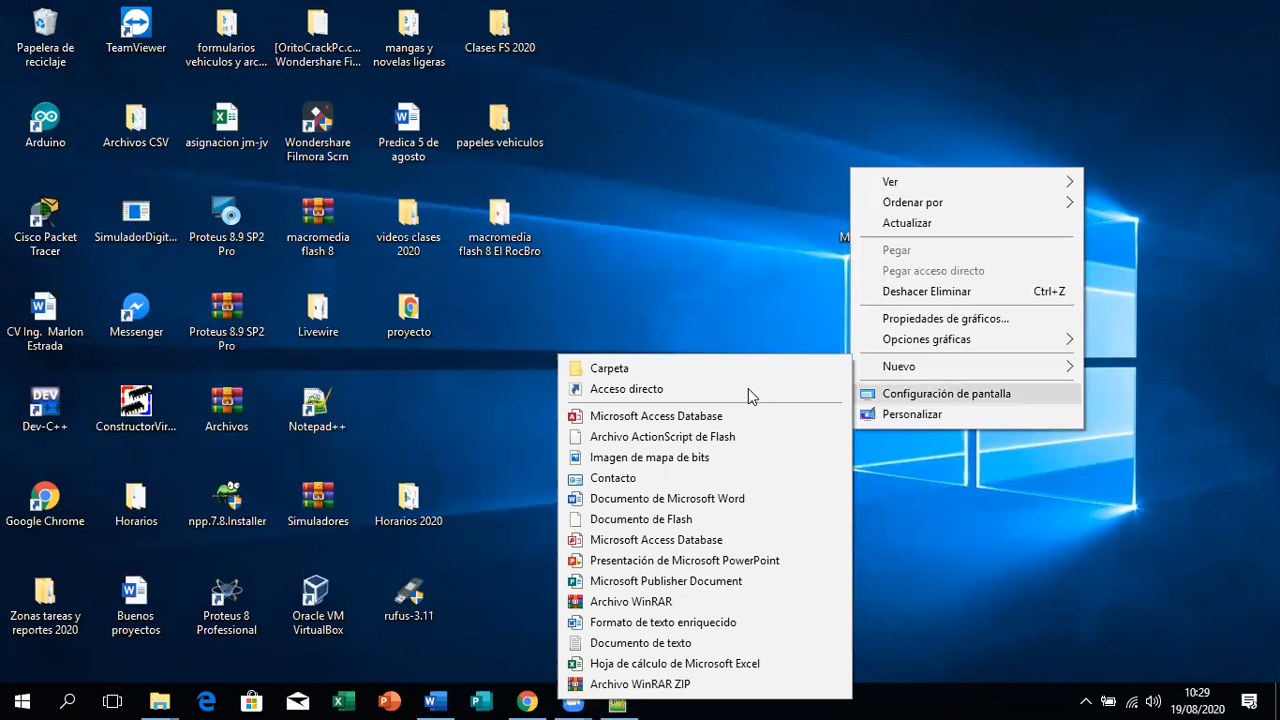 Papelera de
reciclaje
TeamViewer
formularios
vehiculos y arc...
[OritoCrackPc.c...
Wondershare Fi...
mangas y
novelas ligeras
Clases FS 2020
Arduino
Archivos CSV
asignacion jm-jv
Wondershare
Filmora Scrn
Predica 5 de
agosto
papeles vehiculos
Cisco Packet
Tracer
SimuladorDigit...
Proteus 8.9 SP2
Pro
macromedia
flash 8
videos clases
2020
macromedia
flash 8 El RocBro
CV Ing. Marlon
Estrada
Messenger
Proteus 8.9 SP2
Pro
Livewire
proyecto
DEV
Dev-C++
ConstructorVir...
Archivos
Notepad++
Google Chrome
Horarios
npp.7.8.Installer
Simuladores
Horarios 2020
Zonas tareas y
reportes 2020
Buenos
proyectos
Proteus 8
Professional
Oracle VM
VirtualBox
rufus-3.11
M
Ver
Ordenar por
Actualizar
Pegar
Pegar acceso directo
Deshacer Eliminar Ctrl+Z
Propiedades de gráficos...
Opciones gráficas
Nuevo
Configuración de pantalla
Personalizar
Carpeta
Acceso directo
Microsoft Access Database
Archivo ActionScript de Flash
Imagen de mapa de bits
Contacto
Documento de Microsoft Word
Documento de Flash
Microsoft Access Database
Presentación de Microsoft PowerPoint
Microsoft Publisher Document
Archivo WinRAR
Formato de texto enriquecido
Documento de texto
Hoja de cálculo de Microsoft Excel
Archivo WinRAR ZIP
10:29
19/08/2020